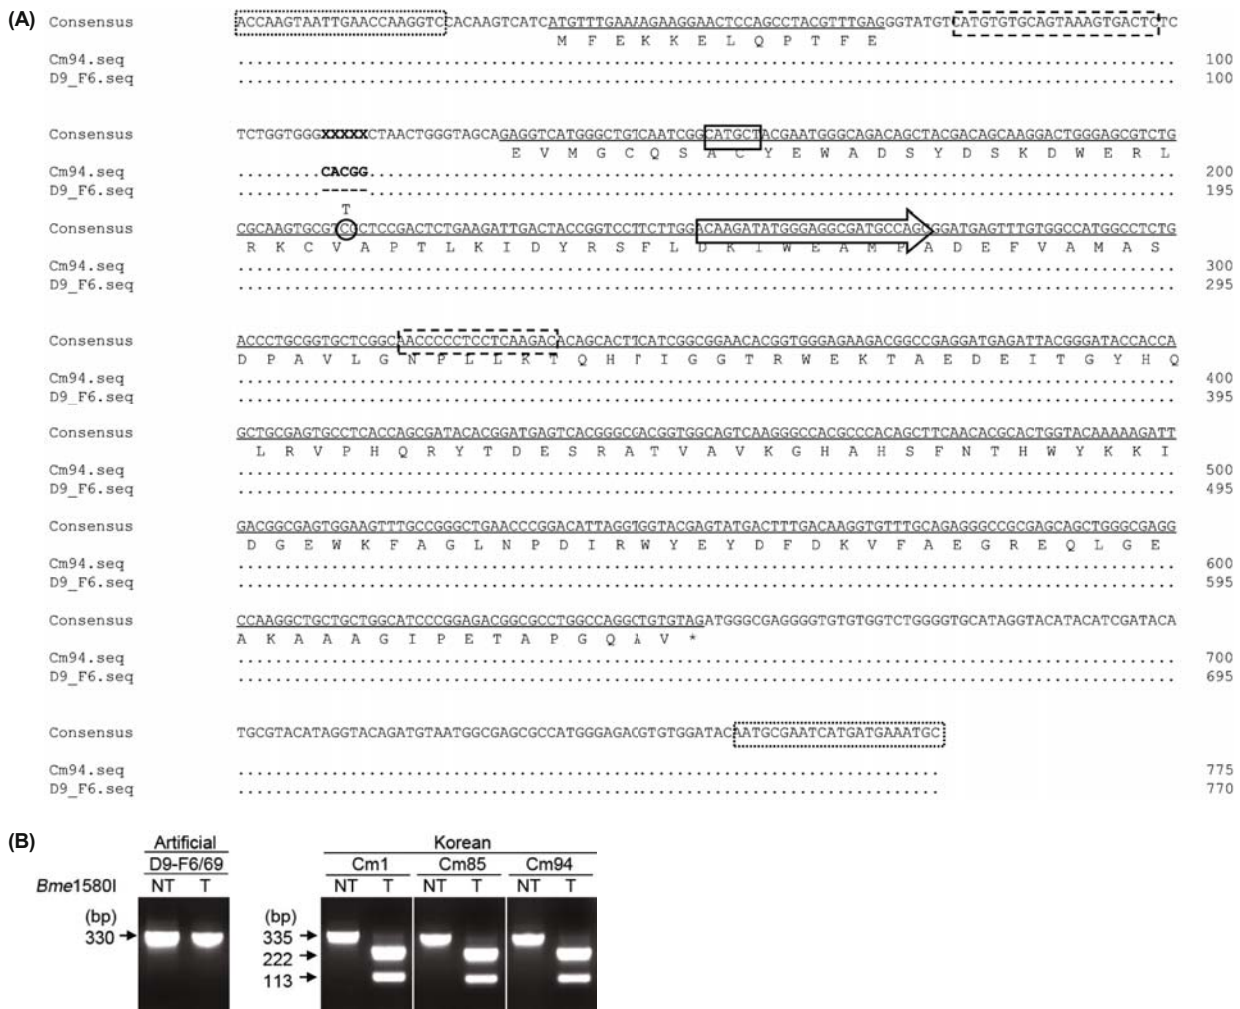 (A)
Consensus ACCAAGTAATTGAACCAAGGTCCACAAGTCATCATGTTTGAAAAGAAGGAACTCCAGCCTACGTTTGAGGGTATGTCATGTGTGCAGTAAAGTGACTCTC
M F E K K E L Q P T F E
Cm94.seq .................................................................................................... 100
D9_F6.seq .................................................................................................... 100
Consensus TCTGGTGGGXXXXXCTAACTGGGTAGCAGAGGTCATGGGCTGTCAATCGGCATGCTACGAATGGGCAGACAGCTACGACAGCAAGGACTGGGAGCGTCTG
E V M G C Q S A C Y E W A D S Y D S K D W E R L
Cm94.seq .........CACGG...................................................................................... 200
D9_F6.seq .........-----...................................................................................... 195
T
Consensus CGCAAGTGCGTCCTCCGACTCTGAAGATTGACTACCGGTCCTTCTTGGACAAGATATGGGAGGCGATGCCAGCGGATGAGTTTGTGGCCATGGCCTCTG
R K C V A P T L K I D Y R S F L D K I W E A M P A D E F V A M A S
Cm94.seq .................................................................................................... 300
D9_F6.seq .................................................................................................... 295
Consensus ACCCTGCGGTGCTCGGCAACCCCCTCCTCAAGACACAGCACTTCATCGGCGGAACACGGTGGGAGAAGACGGCCGAGGATGAGATTACGGGATACCACCA
D P A V L G N P L L K T Q H I I G G T R W E K T A E D E I T G Y H Q
Cm94.seq .................................................................................................... 400
D9_F6.seq .................................................................................................... 395
Consensus GCTGCGAGTGCCTCACCAGCGATACACGGATGAGTCACGGGCGACGGTGGCAGTCAAGGGCCACGCCCACAGCTTCAACACGCACTGGTACAAAAAGATT
L R V P H Q R Y T D E S R A T V A V K G H A H S F N T H W Y K K I
Cm94.seq .................................................................................................... 500
D9_F6.seq .................................................................................................... 495
Consensus GACGGCGAGTGGAAGTTTGCCGGGCTGAACCCGGACATTAGGTGGTACGAGTATGACTTTGACAAGGTGTTTGCAGAGGGCCGCGAGCAGCTGGGCGAGG
D G E W K F A G L N P D I R W Y E Y D F D K V F A E G R E Q L G E
Cm94.seq .................................................................................................... 600
D9_F6.seq .................................................................................................... 595
Consensus CCAAGGCTGCTGCTGGCATCCCGGAGACGGCGCCTGGCCAGGCTGTGTAGATGGGCGAGGGGTGTGTGGTCTGGGGTGCATAGGTACATACATCGATACA
A K A A A G I P E T A P G Q A V *
Cm94.seq .................................................................................................... 700
D9_F6.seq .................................................................................................... 695
Consensus TGCGTACATAGGTACAGATGTAATGGCGAGCGCCATGGGAGACGTGTGGATACAATGCGAATCATGATGAAATGC
Cm94.seq ........................................................................... 775
D9_F6.seq ........................................................................... 770
(B)
Artificial Korean
D9-F6/69 Cm1 Cm85 Cm94
Bme1580I NT T NT T NT T NT T
(bp) (bp)
330 335
222
113